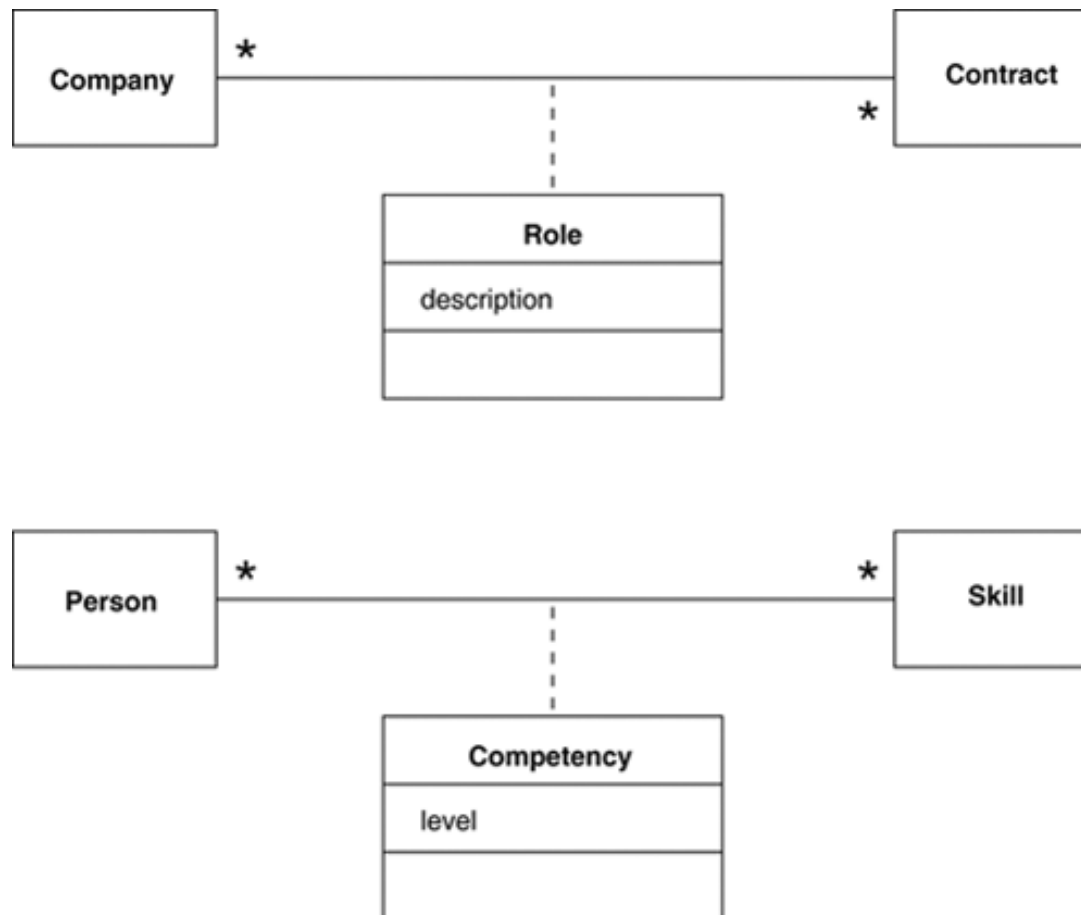 Company
*
Contract
*
Role
description
Person
*
*
Skill
Competency
level